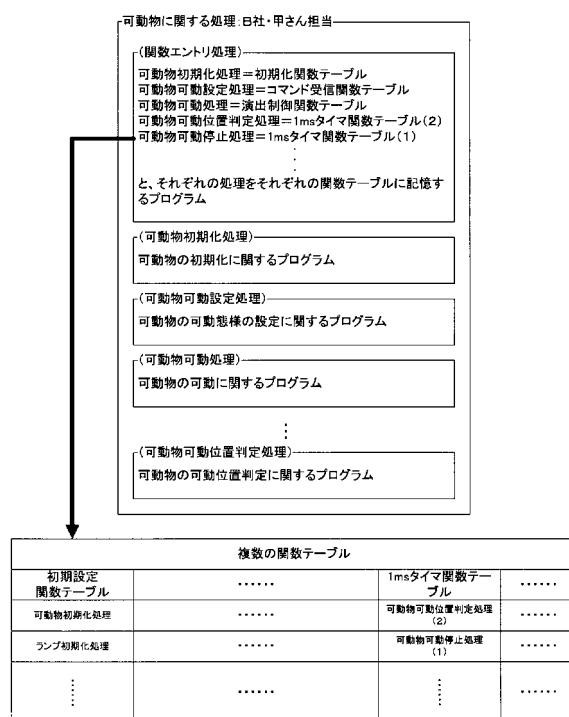 可動物に関する処理:日社・甲さん担当
(関数エントリ処理)
可動物初期化処理＝初期化関数テーブル
可動物可動設定処理＝コマンド受信関数テーブル
可動物可動処理＝演出制御関数テーブル
可動物可動位置判定処理＝1msタイマ関数テーブル(2)
可動物可動停止処理＝1msタイマ関数テーブル(1)
と、それぞれの処理をそれぞれの関数テーブルに記憶す
るプログラム
(可動物初期化処理)
可動物の初期化に関するプログラム
(可動物可動設定処理)
可動物の可動態様の設定に関するプログラム
(可動物可動処理)
可動物の可動に関するプログラム
(可動物可動位置判定処理)
可動物の可動位置判定に関するプログラム
複数の関数テーブル
初期設定
関数テーブル
……
1msタイマ関数テー
ブル
……
可動物初期化処理
……
可動物可動位置判定処理
(2)
……
ランプ初期化処理
……
可動物可動停止処理
(1)
……
……
……